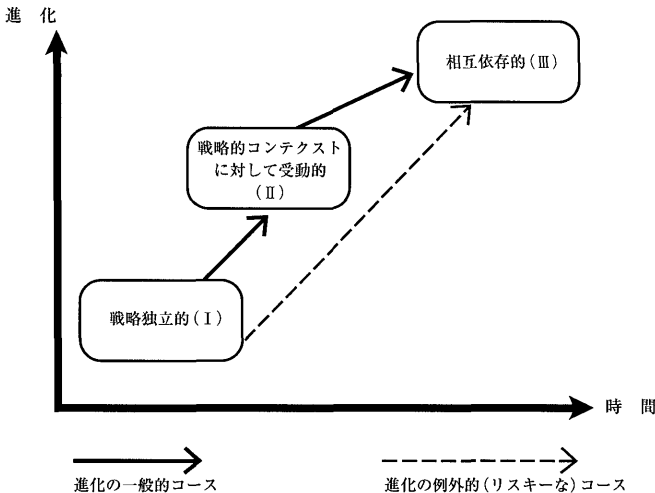 進 化
相互依存的(Ⅲ)
戦略的コンテクスト
に対して受動的
(Ⅱ)
戦略独立的(Ⅰ)
時 間
進化の一般的コース
進化の例外的(リスキーな)コース